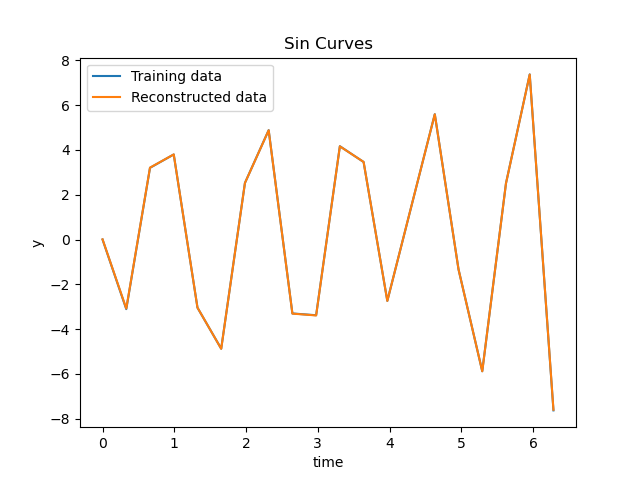 Sin Curves
Training data
Reconstructed data
8
6
4
2
0
−2
−4
−6
−8
y
0 1 2 3 4 5 6
time